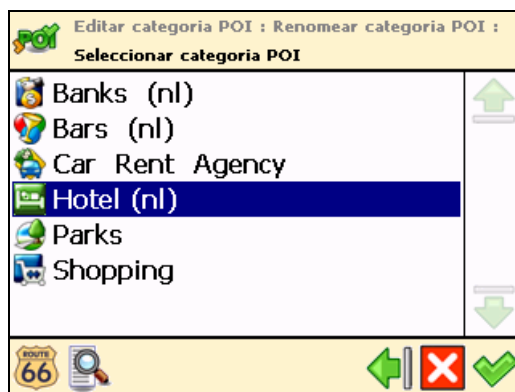 POI
Editar categoria POI : Renomear categoria POI :
Seleccionar categoria POI
Banks (nl)
Bars (nl)
Car Rent Agency
Hotel (nl)
Parks
Shopping
ROUTE
66